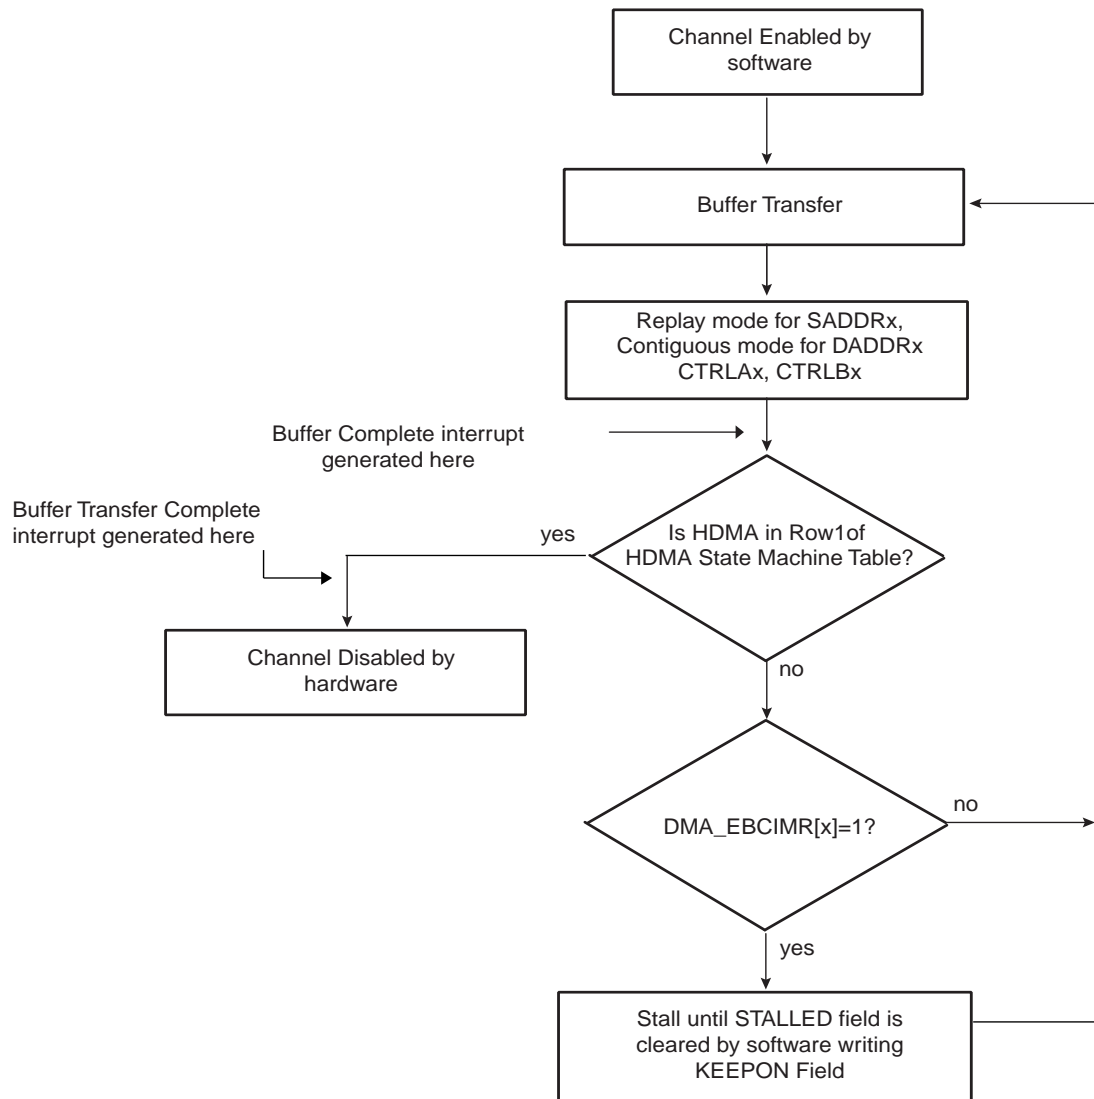 Channel Enabled by
software
Buffer Transfer
Replay mode for SADDRx,
Contiguous mode for DADDRx
CTRLAx, CTRLBx
Buffer Complete interrupt
generated here
Buffer Transfer Complete
interrupt generated here
yes
Is HDMA in Row1of
HDMA State Machine Table?
Channel Disabled by
hardware
no
DMA_EBCIMR[x]=1?
no
yes
Stall until STALLED field is
cleared by software writing
KEEPON Field